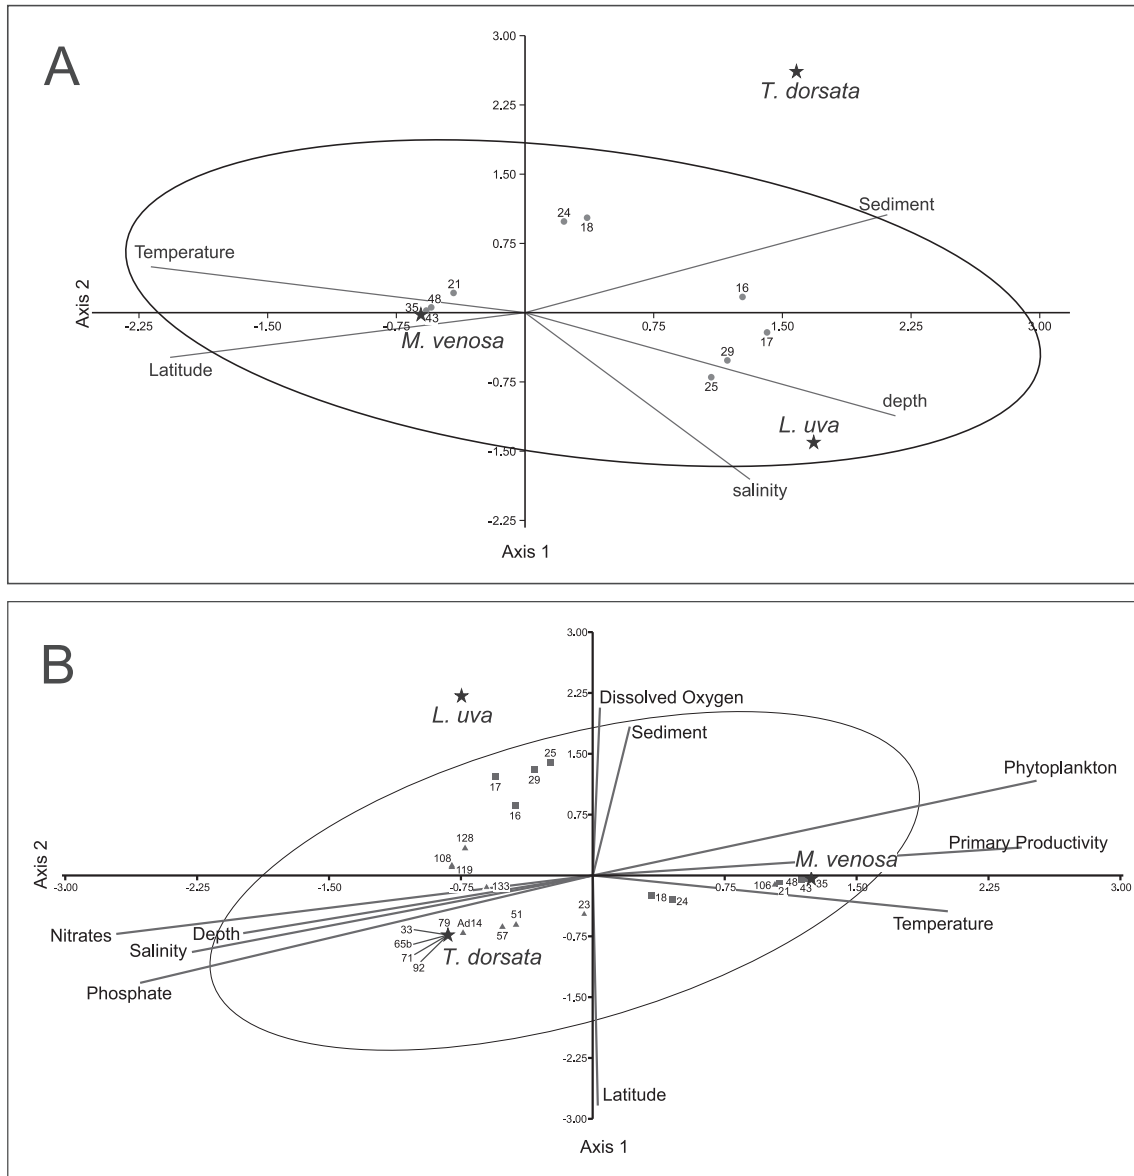 A
3.00
T. dorsata
2.25
1.50
Sediment
24
18
0.75
Temperature
21
16
48
35
43
Axis 2
-2.25
-1.50
-0.75
0.75
1.50
2.25
3.00
17
M. venosa
29
Latitude
25
-0.75
depth
L. uva
-1.50
salinity
-2.25
Axis 1
B
3.00
2.25
Dissolved Oxygen
L. uva
Sediment
25
1.50
29
17
Phytoplankton
16
0.75
128
Primary Productivity
108
119
M. venosa
Axis 2
-3.00
-2.25
-1.50
-0.75
-133
0.75
106
48
35
21
43
1.50
2.25
3.00
18
24
23
Temperature
Nitrates
Depth
Salinity
33
79
Ad14
51
57
-0.75
65b
71
92
T. dorsata
Phosphate
-1.50
-2.25
Latitude
-3.00
Axis 1